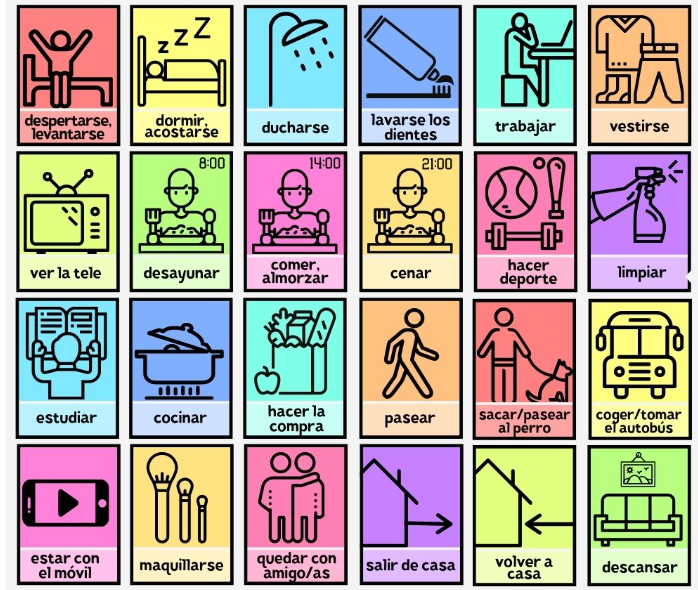 despertarse,
levantarse
dormir,
acostarse
ducharse
lavarse los
dientes
trabajar
vestirse
ver la tele
8:00
desayunar
14:00
comer,
almorzar
21:00
cenar
hacer
deporte
limpiar
estudiar
cocinar
hacer la
compra
pasear
sacar/pasear
al perro
coger/tomar
el autobús
estar con
el móvil
maquillarse
quedar con
amigo/as
salir de casa
volver a
casa
descansar